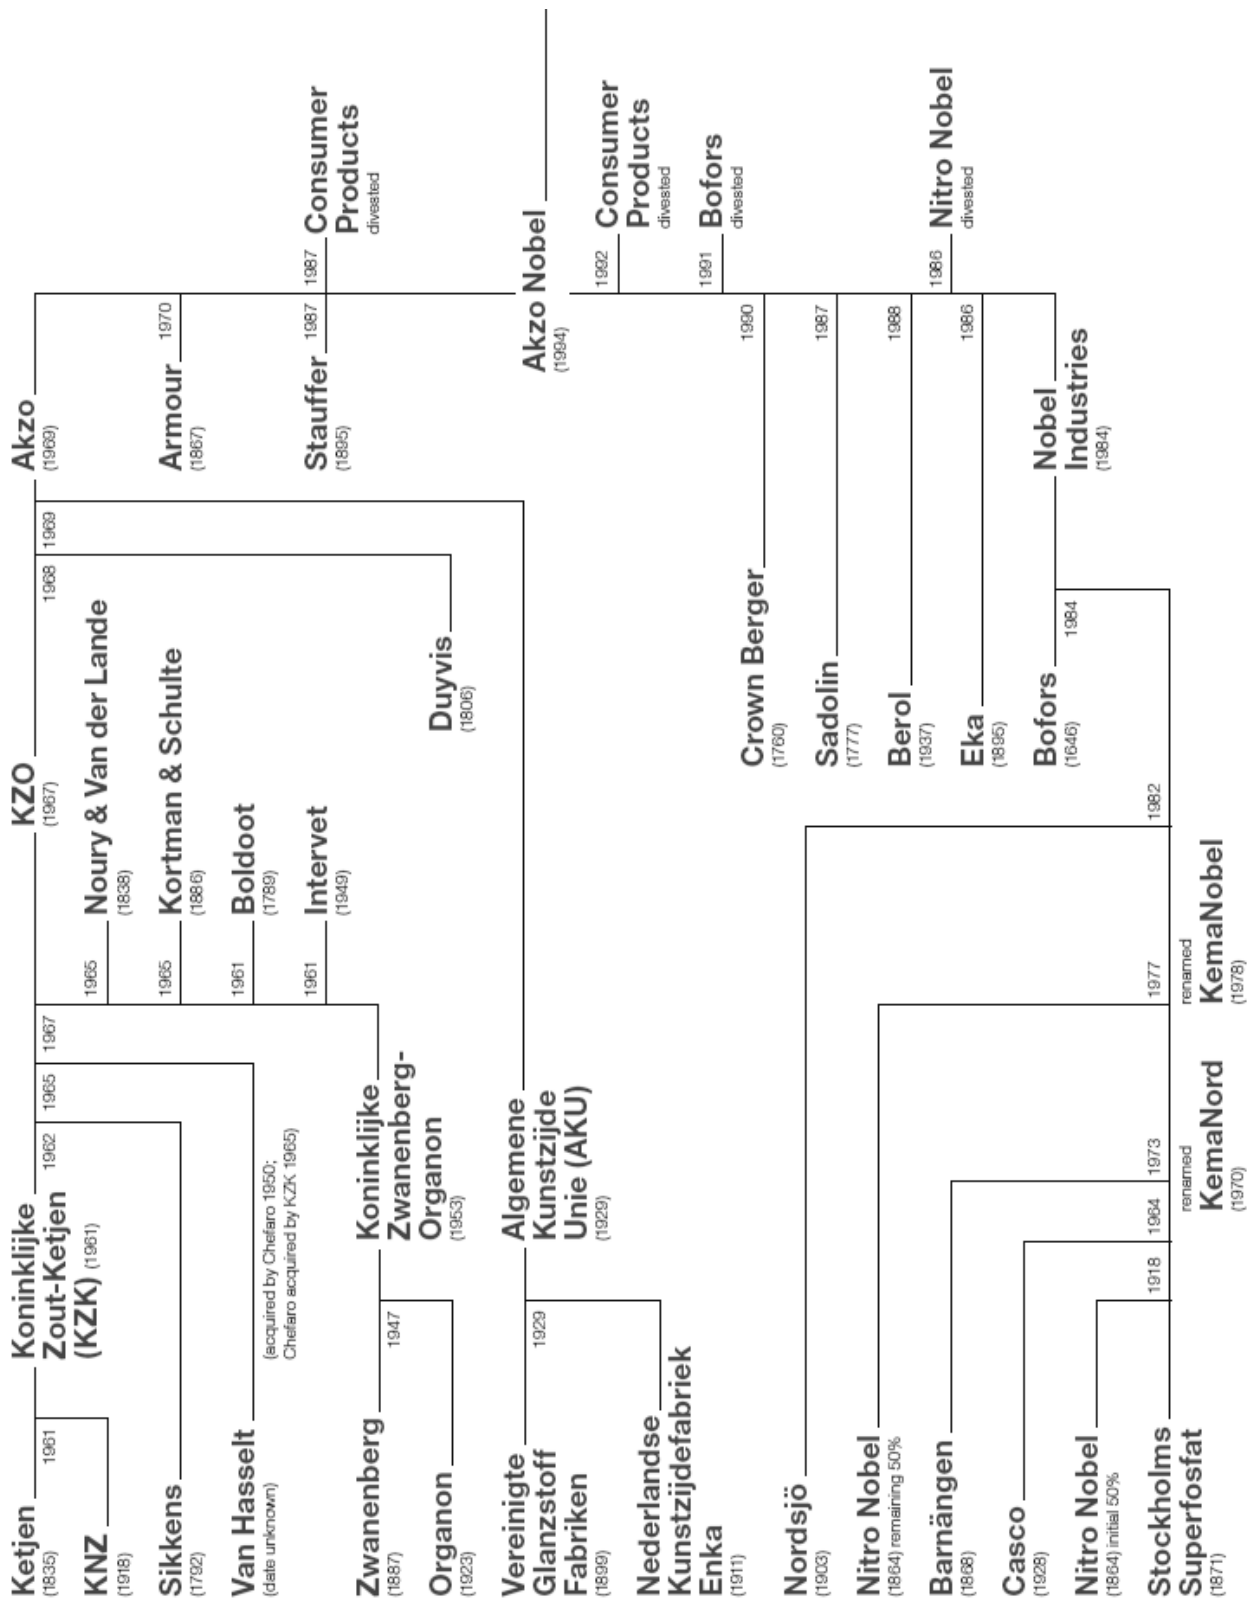 Ketjen
(1835)
1961
KNZ
(1918)
Koninklijke
Zout-Ketjen
(KZK) (1961)
1962
1965
1967
Sikkens
(1792)
Van Hasselt
(date unknown)
(acquired by Chefaro 1950;
Chefaro acquired by KZK 1965)
KZO
(1967)
1965
Noury & Van der Lande
(1838)
1965
Kortman & Schulte
(1886)
1961
Boldoot
(1789)
1961
Intervet
(1949)
Zwanenberg
(1887)
1947
Organon
(1923)
Koninklijke
Zwanenberg-
Organon
(1953)
1968
1969
Duyvis
(1806)
Akzo
(1969)
Vereinigte
Glanzstoff
Fabriken
(1899)
1929
Nederlandse
Kunstzijdefabriek
Enka
(1911)
Algemene
Kunstzijde
Unie (AKU)
(1929)
Armour
(1867)
1970
Stauffer
(1895)
1987
1987
Consumer
Products
divested
Akzo Nobel
(1994)
1992
Consumer
Products
divested
1991
Bofors
divested
Crown Berger
(1760)
1990
Sadolin
(1777)
1987
Berol
(1937)
1988
1986
Nitro Nobel
divested
Eka
(1895)
1986
Bofors
(1646)
1984
Nobel
Industries
(1984)
Nordsjö
(1903)
Nitro Nobel
(1864) remaining 50%
Barnängen
(1868)
Casco
(1928)
Nitro Nobel
(1864) initial 50%
Stockholms
Superfosfat
(1871)
1918
1964
1973
1977
1982
renamed
KemaNord
(1970)
renamed
KemaNobel
(1978)